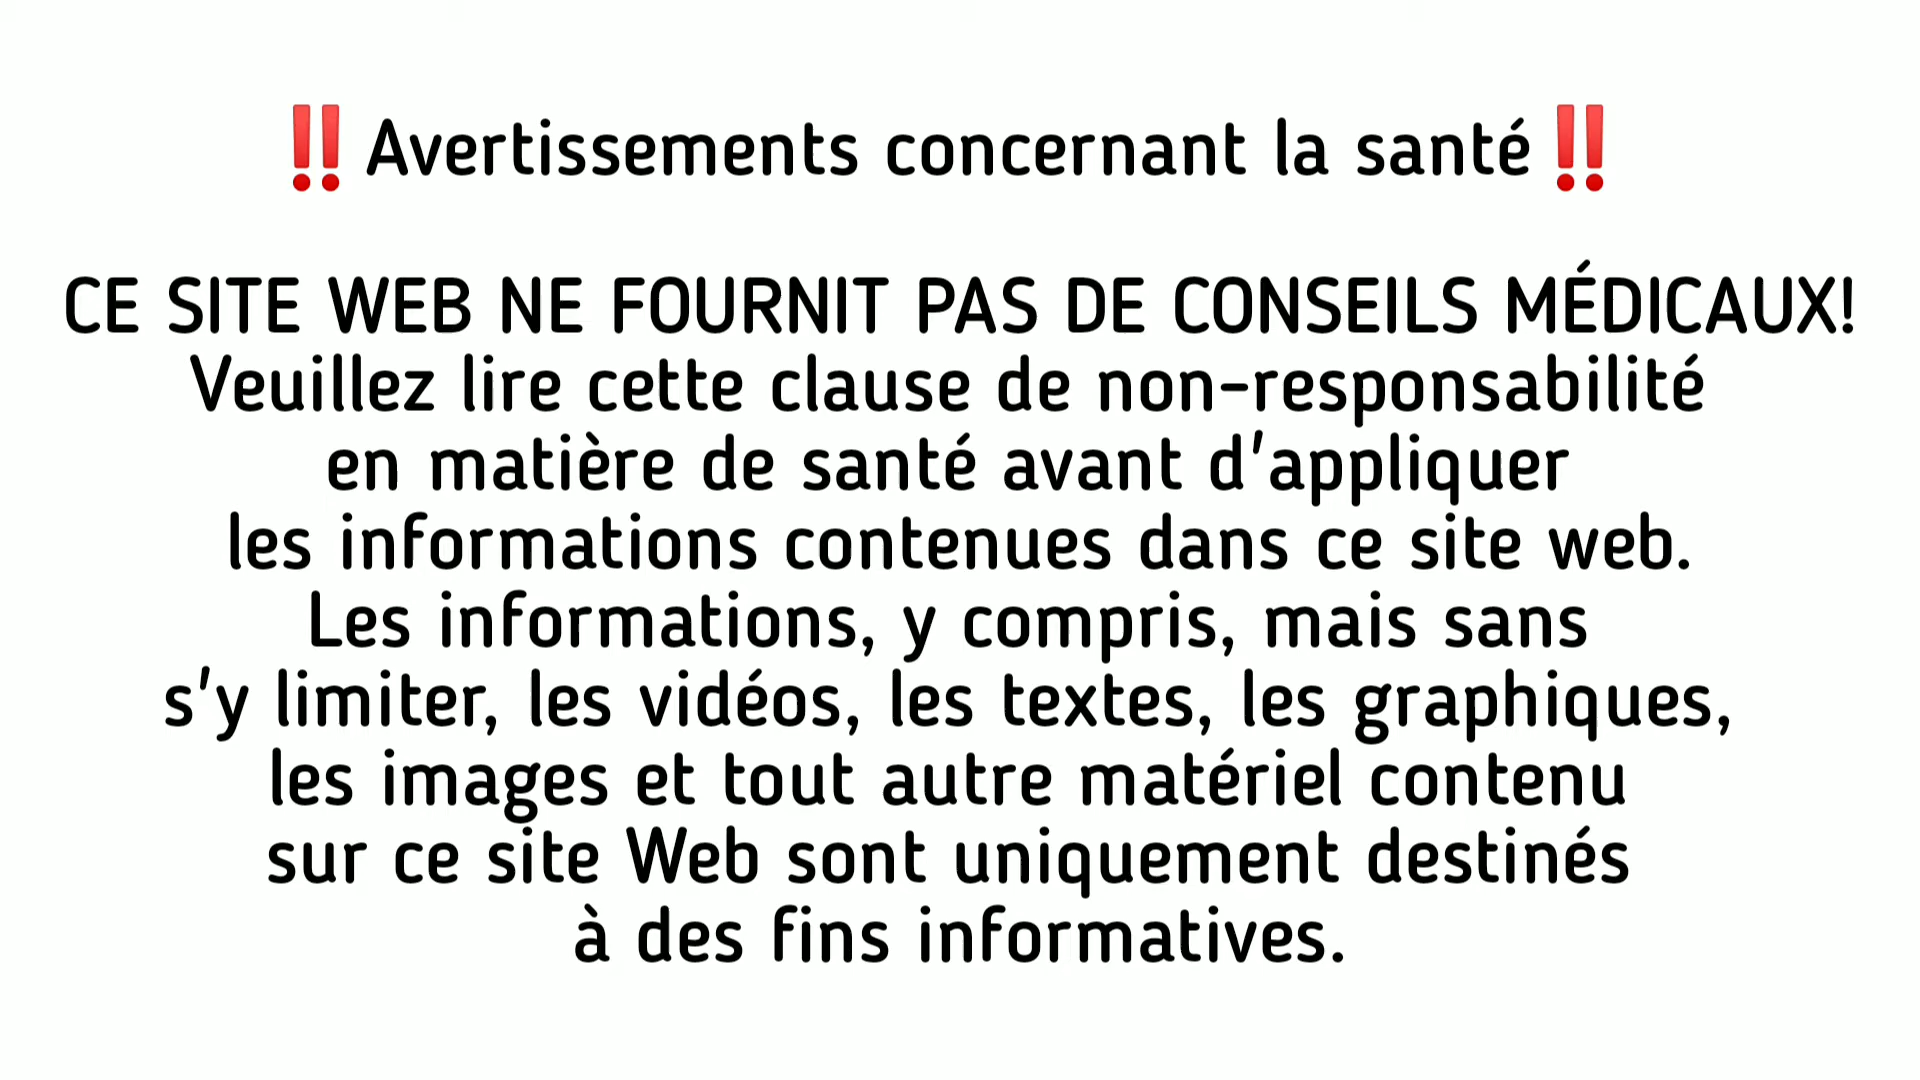 ‼️Avertissements concernant la santé‼️
CE SITE WEB NE FOURNIT PAS DE CONSEILS MÉDICAUX!
Veuillez lire cette clause de non-responsabilité
en matière de santé avant d'appliquer
les informations contenues dans ce site web.
Les informations, y compris, mais sans
s'y limiter, les vidéos, les textes, les graphiques,
les images et tout autre matériel contenu
sur ce site Web sont uniquement destinés
à des fins informatives.